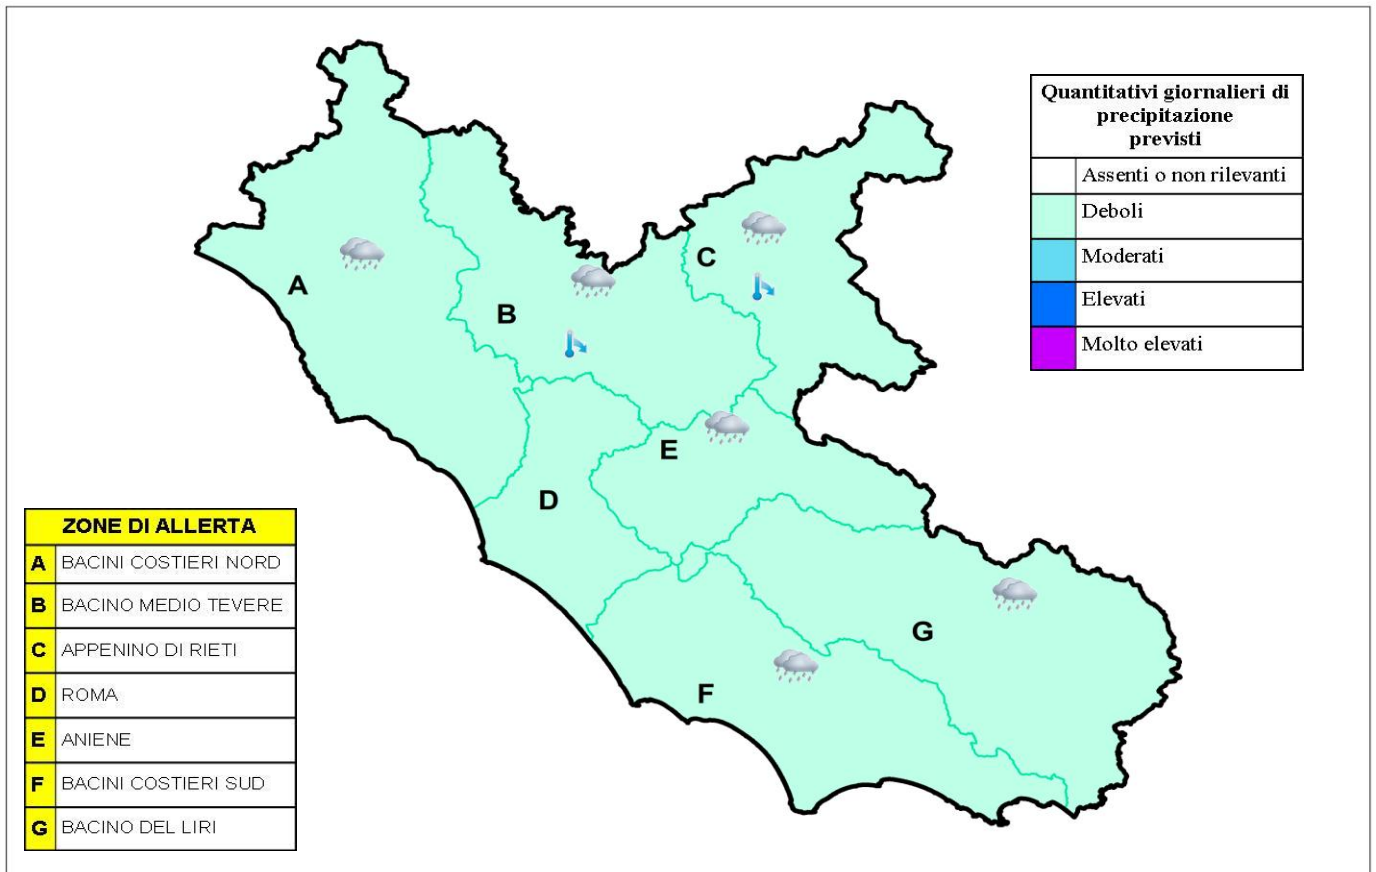 Quantitativi giornalieri di
precipitazione
previsti
Assenti o non rilevanti
Deboli
Moderati
Elevati
Molto elevati
A
B
C
D
E
F
G
ZONE DI ALLERTA
A BACINI COSTIERI NORD
B BACINO MEDIO TEVERE
C APPENINO DI RIETI
D ROMA
E ANIENE
F BACINI COSTIERI SUD
G BACINO DEL LIRI